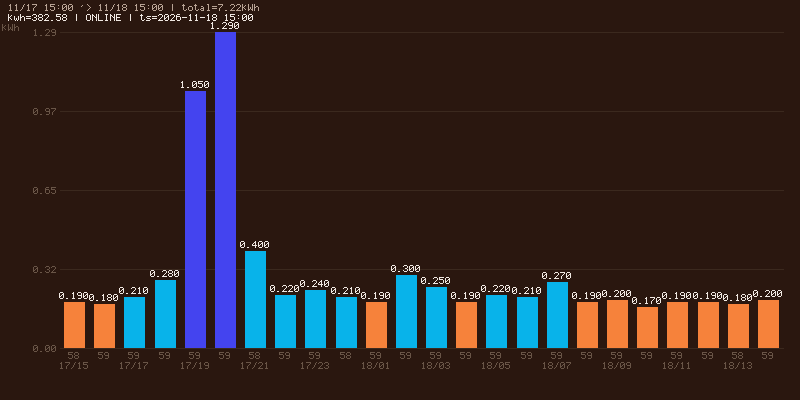 11/17 15:00 -> 11/18 15:00 | total=7.22kWh
Kwh=382.58 | ONLINE | ts=2026-11-18 15:00
kWh
1.29
0.97
0.65
0.32
0.00
0.190 0.180 0.210 0.280 1.050 1.290 0.400 0.220 0.240 0.210 0.190 0.300 0.250 0.190 0.220 0.210 0.270 0.190 0.200 0.170 0.190 0.190 0.180 0.200
58 59 59 59 59 59 58 59 59 58 59 59 59 59 59 59 59 59 59 59 59 59 58 59
17/15 17/17 17/19 17/21 17/23 18/01 18/03 18/05 18/07 18/09 18/11 18/13